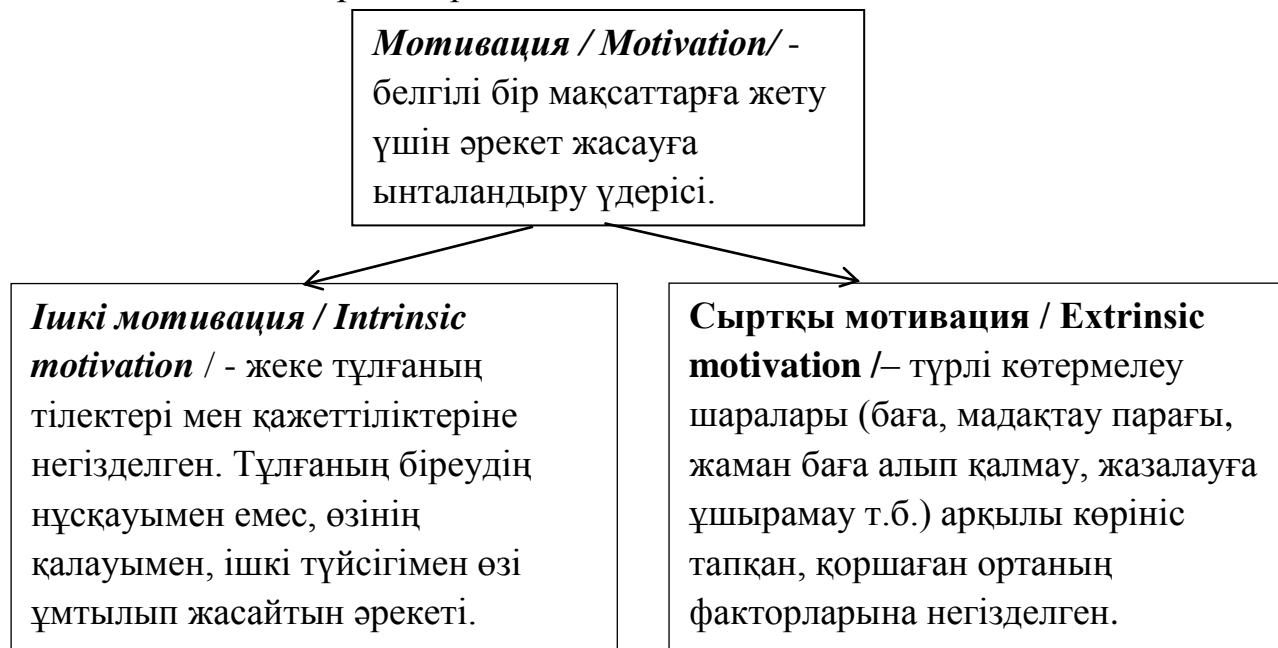 Мотивация / Motivation/ -
белгілі бір мақсаттарға жету
үшін әрекет жасауға
ынталандыру үдерісі.
Ішкі мотивация / Intrinsic
motivation / - жеке тұлғаның
тілектері мен қажеттіліктеріне
негізделген. Тұлғаның біреудің
нұсқауымен емес, өзінің
қалауымен, ішкі түйсігімен өзі
ұмтылып жасайтын әрекеті.
Сыртқы мотивация / Extrinsic
motivation /– түрлі көтермелеу
шаралары (баға, мадақтау парағы,
жаман баға алып қалмау, жазалауға
ұшырамау т.б.) арқылы көрініс
тапқан, қоршаған ортаның
факторларына негізделген.